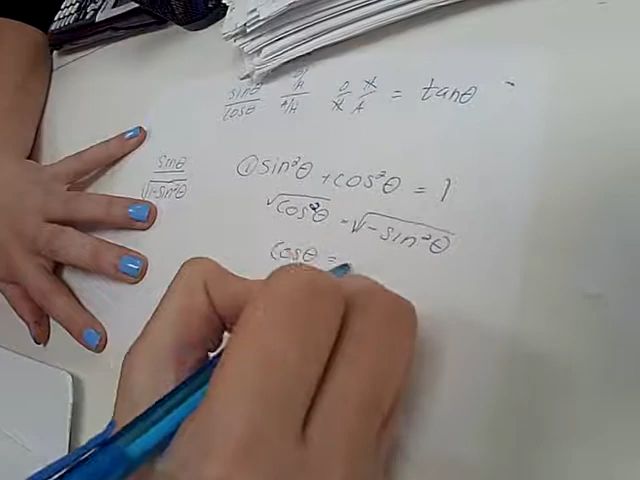 sinθ/cosθ O/H / A/H O/H H/A = tanθ
sinθ/√1-sin²θ
① sin²θ + cos²θ = 1
√cos²θ = √1-sin²θ
cosθ =